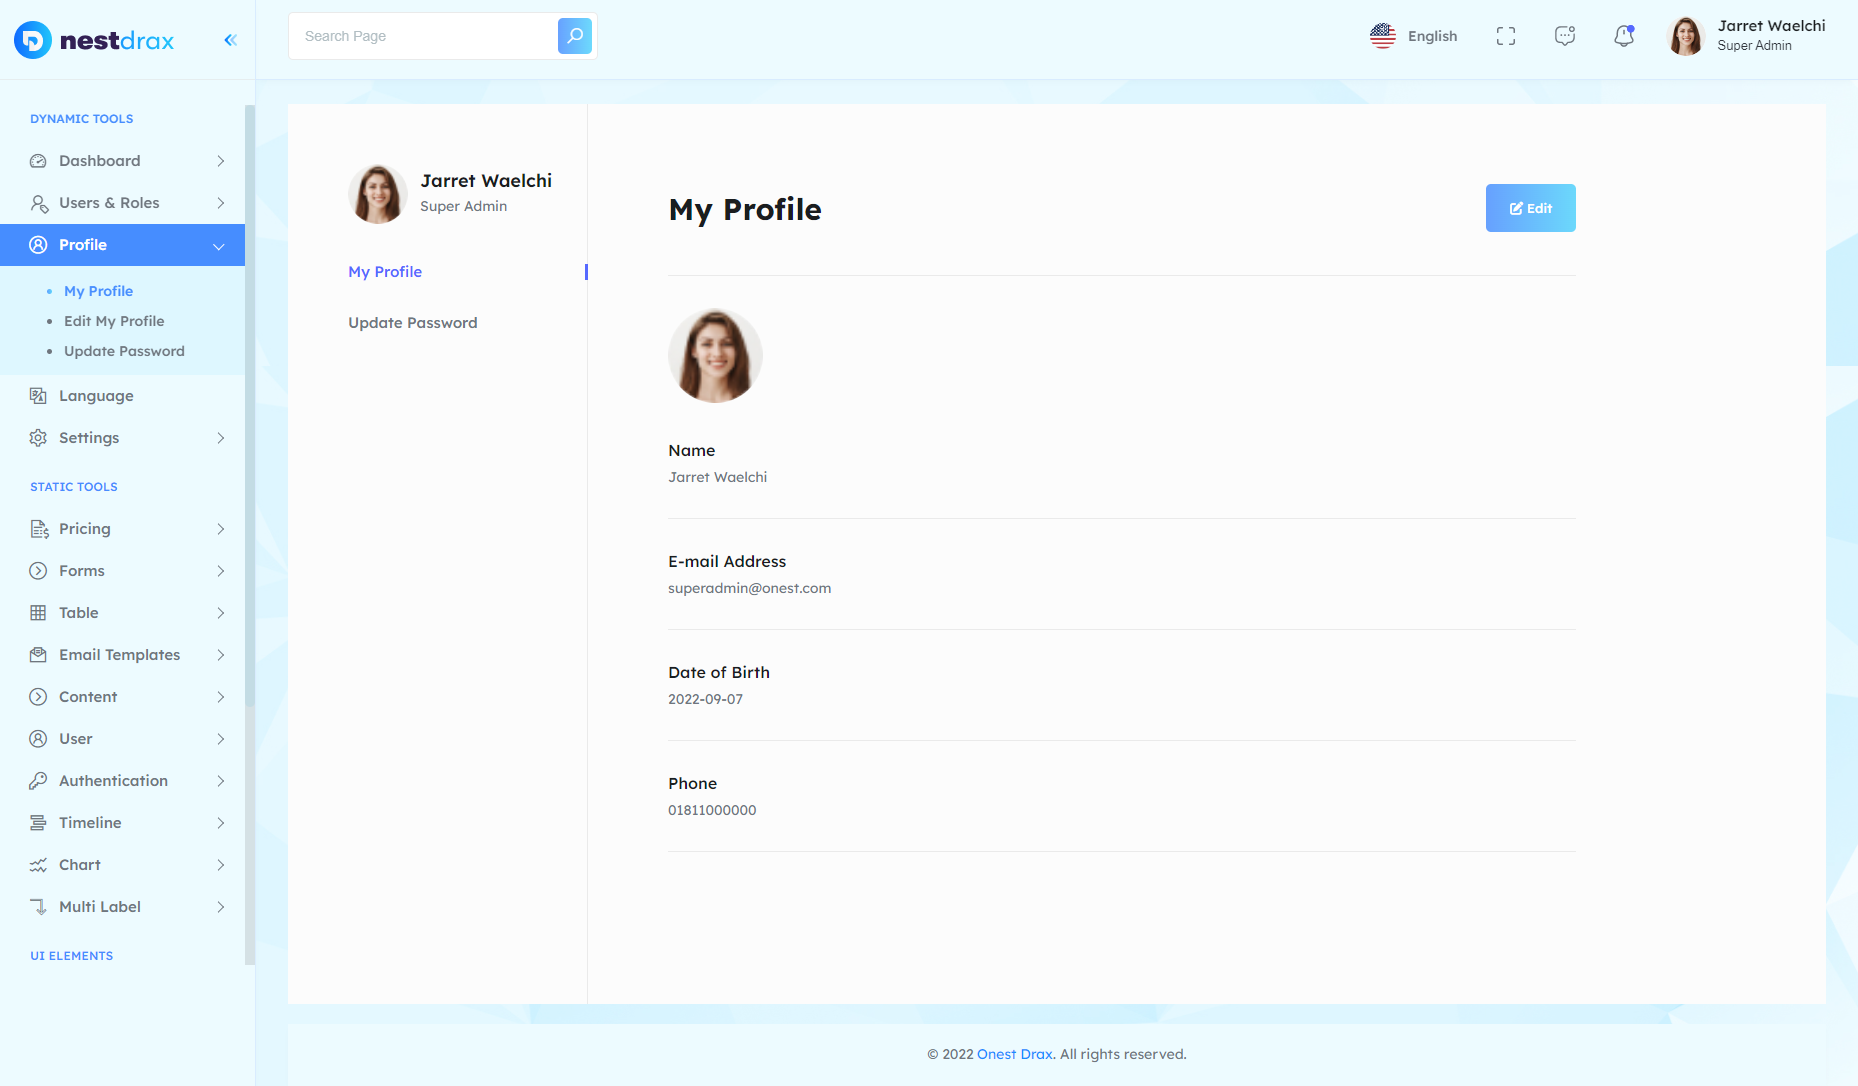 nestdrax
Search Page
English
Jarret Waelchi
Super Admin
DYNAMIC TOOLS
Dashboard
Users & Roles
Profile
My Profile
Edit My Profile
Update Password
Language
Settings
STATIC TOOLS
Pricing
Forms
Table
Email Templates
Content
User
Authentication
Timeline
Chart
Multi Label
UI ELEMENTS
Jarret Waelchi
Super Admin
My Profile
Update Password
My Profile
Edit
Name
Jarret Waelchi
E-mail Address
superadmin@onest.com
Date of Birth
2022-09-07
Phone
01811000000
© 2022 Onest Drax. All rights reserved.